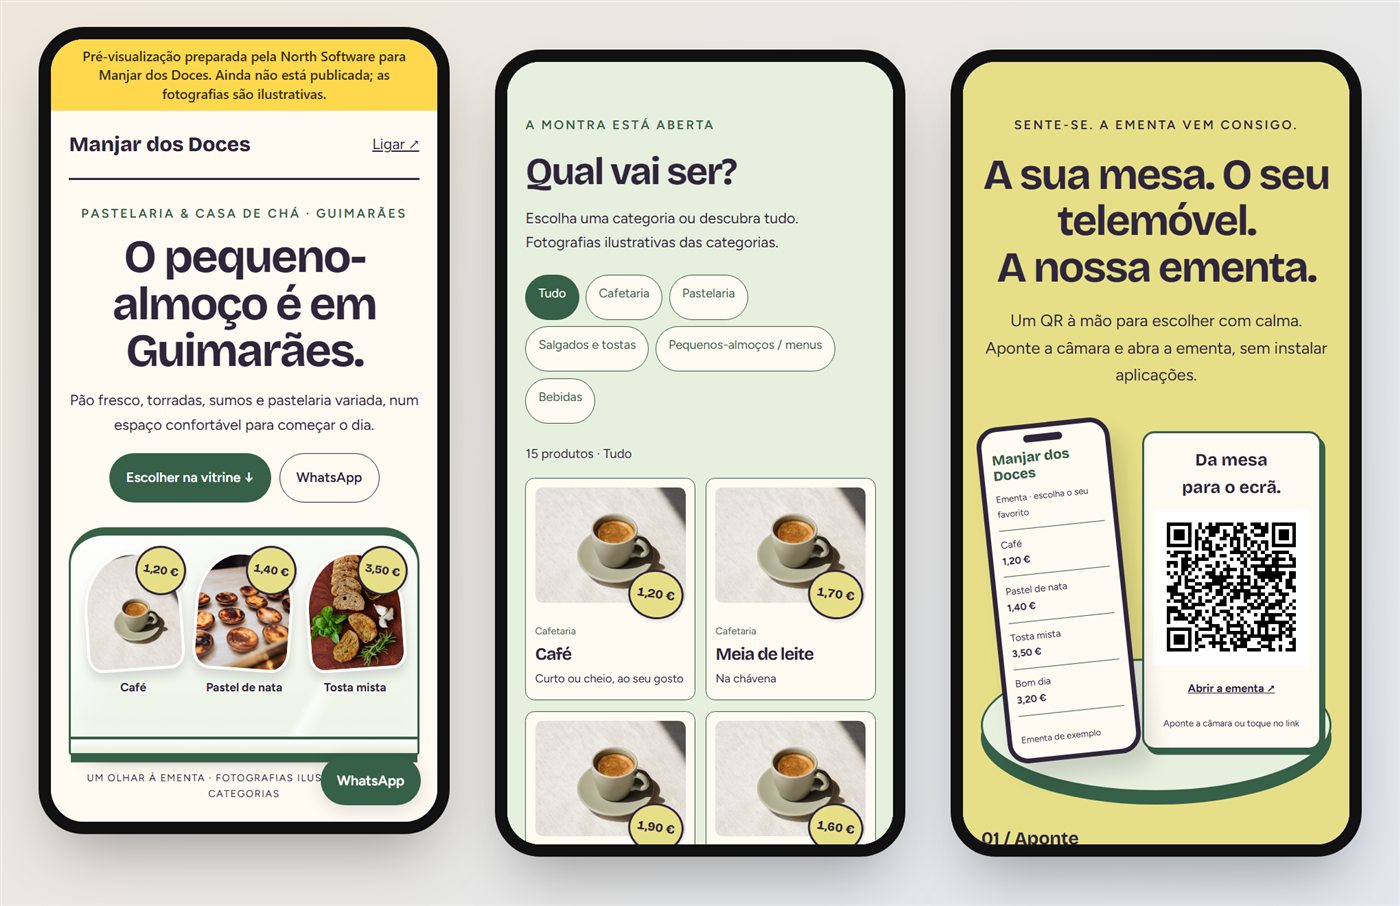 Pré-visualização preparada pela North Software para
Manjar dos Doces. Ainda não está publicada; as
fotografias são ilustrativas.
Manjar dos Doces
Ligar ↗
PASTELARIA & CASA DE CHÁ · GUIMARÃES
O pequeno-
almoço é em
Guimarães.
Pão fresco, torradas, sumos e pastelaria variada, num
espaço confortável para começar o dia.
Escolher na vitrine ↓
WhatsApp
1,20 €
1,40 €
3,50 €
Café
Pastel de nata
Tosta mista
UM OLHAR À EMENTA · FOTOGRAFIAS ILUS
CATEGORIAS
WhatsApp
A MONTRA ESTÁ ABERTA
Qual vai ser?
Escolha uma categoria ou descubra tudo.
Fotografias ilustrativas das categorias.
Tudo
Cafetaria
Pastelaria
Salgados e tostas
Pequenos-almoços / menus
Bebidas
15 produtos · Tudo
1,20 €
Cafetaria
Café
Curto ou cheio, ao seu gosto
1,70 €
Cafetaria
Meia de leite
Na chávena
1,90 €
1,60 €
SENTE-SE. A EMENTA VEM CONSIGO.
A sua mesa. O seu
telemóvel.
A nossa ementa.
Um QR à mão para escolher com calma.
Aponte a câmara e abra a ementa, sem instalar
aplicações.
Manjar dos
Doces
Ementa · escolha o seu
favorito
Café
1,20 €
Pastel de nata
1,40 €
Tosta mista
3,50 €
Bom dia
3,20 €
Ementa de exemplo
Da mesa
para o ecrã.
Abrir a ementa ↗
Aponte a câmara ou toque no link
01 / Aponte